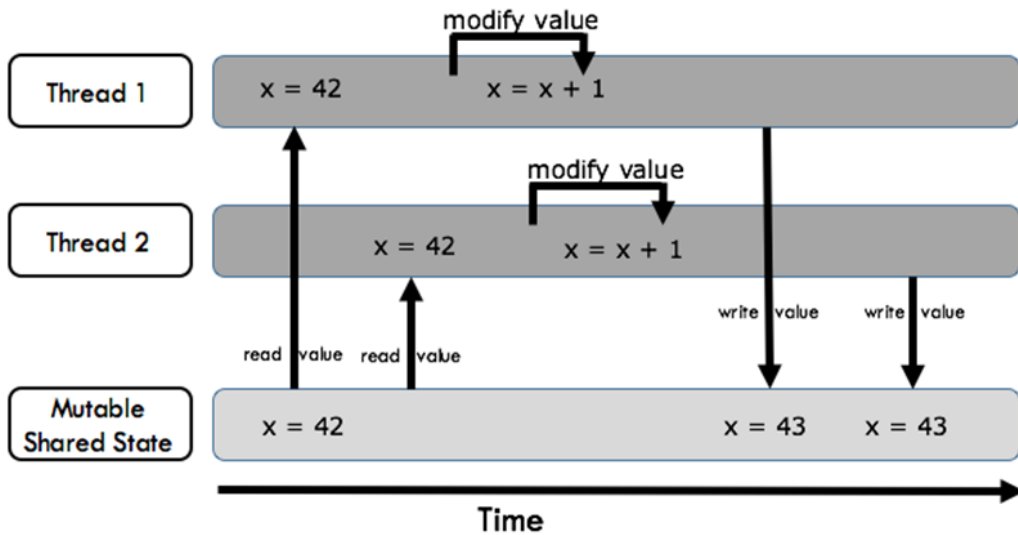 modify value
Thread 1
x = 42
x = x + 1
modify value
Thread 2
x = 42
x = x + 1
read value
read value
write value
write value
Mutable
Shared State
x = 42
x = 43
x = 43
Time